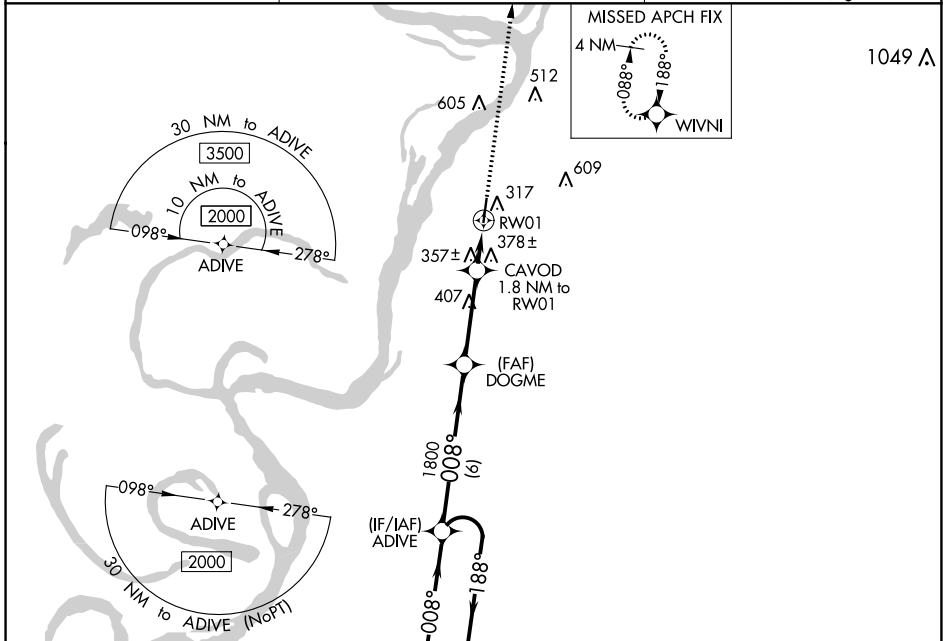 MISSED APCH FIX
4 NM
088°
188°
WIVNI
1049
512
605
30 NM to ADIVE
3500
10 NM to ADIVE
2000
098°
278°
ADIVE
609
317
RW01
357±
378±
CAVOD
1.8 NM to
RW01
407
(FAF)
DOGME
1800
008°
(6)
098°
278°
ADIVE
2000
30 NM to ADIVE (NoPT)
(IF/IAF)
ADIVE
188°
008°